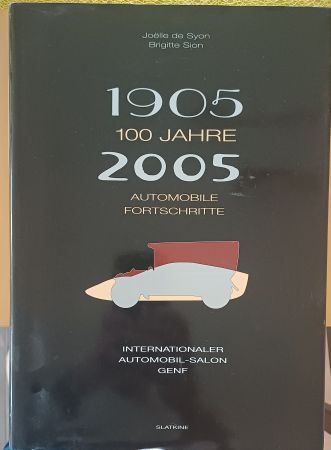 Joëlle de Syon
Brigitte Sion
1905
100 JAHRE
2005
AUTOMOBILE
FORTSCHRITTE
INTERNATIONALER
AUTOMOBIL-SALON
GENF
SLATKINE